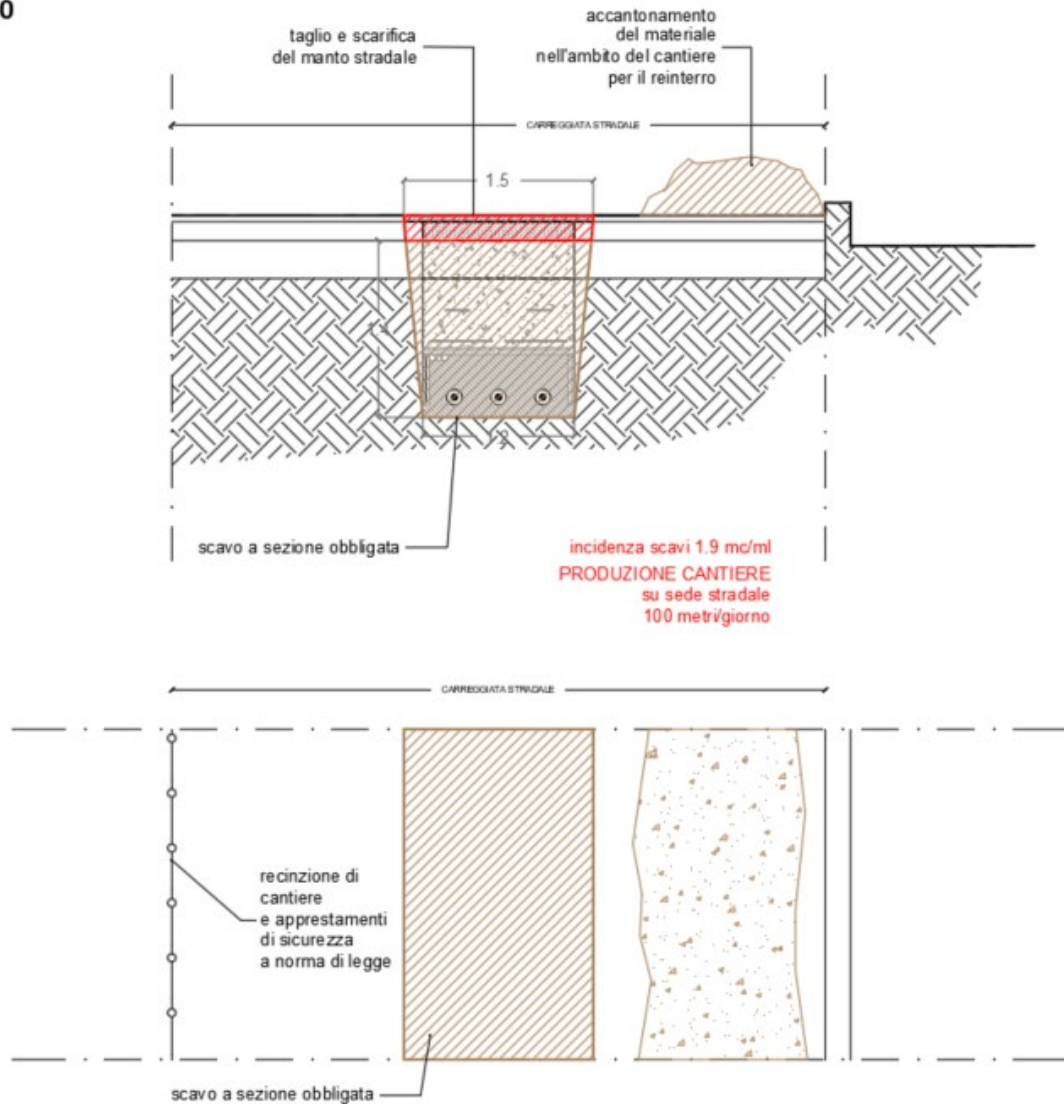 0
taglio e scarifica
del manto stradale
accantonamento
del materiale
nell'ambito del cantiere
per il reinterro
CARREGGIATA STRADALE
1.5
scavo a sezione obbligata
incidenza scavi 1.9 mc/ml
PRODUZIONE CANTIERE
su sede stradale
100 metri/giorno
CARREGGIATA STRADALE
recinzione di
cantiere
e apprestamenti
di sicurezza
a norma di legge
scavo a sezione obbligata